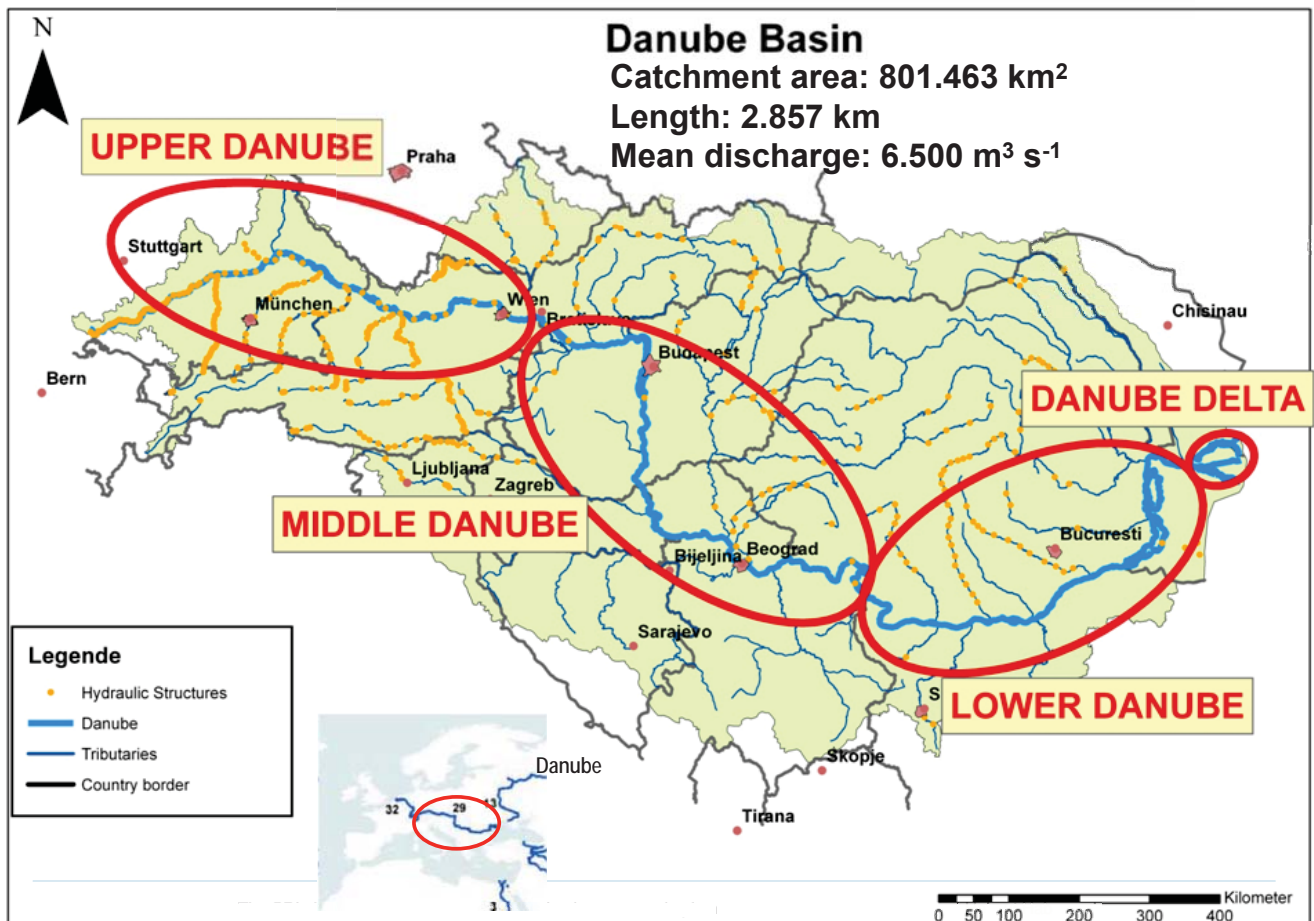 N
Danube Basin
Catchment area: 801.463 km²
Length: 2.857 km
Mean discharge: 6.500 m³ s⁻¹
UPPER DANUBE
Praha
Stuttgart
München
Wien
Bratislava
Budapest
Chisinau
Bern
DANUBE DELTA
Ljubljana
Zagreb
MIDDLE DANUBE
Bucuresti
Bijeljina
Beograd
Sarajevo
S
LOWER DANUBE
Skopje
Tirana
Legende
Hydraulic Structures
Danube
Tributaries
Country border
Danube
32
29
13
3
Kilometer
0 50 100 200 300 400